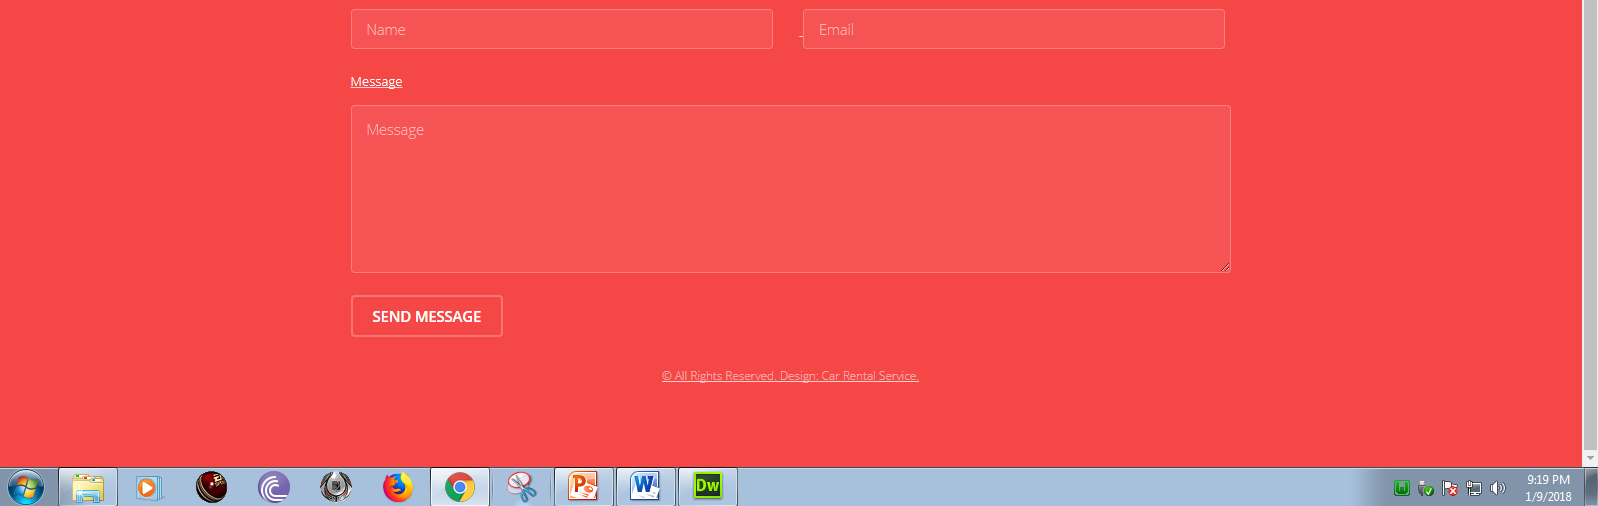 Name
Email
Message
Message
SEND MESSAGE
© All Rights Reserved. Design: Car Rental Service.
P
W
Dw
9:19 PM
1/9/2018